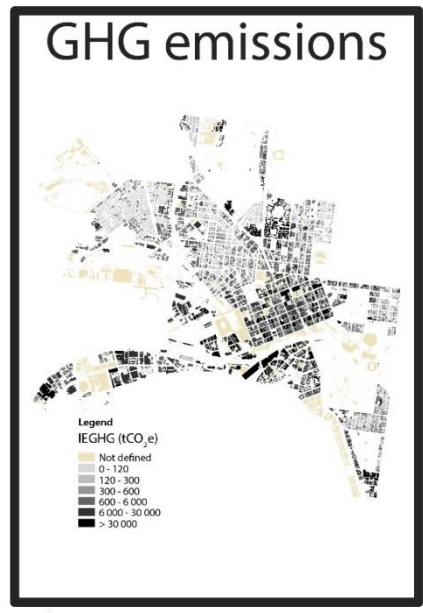 GHG emissions
Legend
IEGHG (tCO₂e)
Not defined
0 - 120
120 - 300
300 - 600
600 - 6 000
6 000 - 30 000
> 30 000